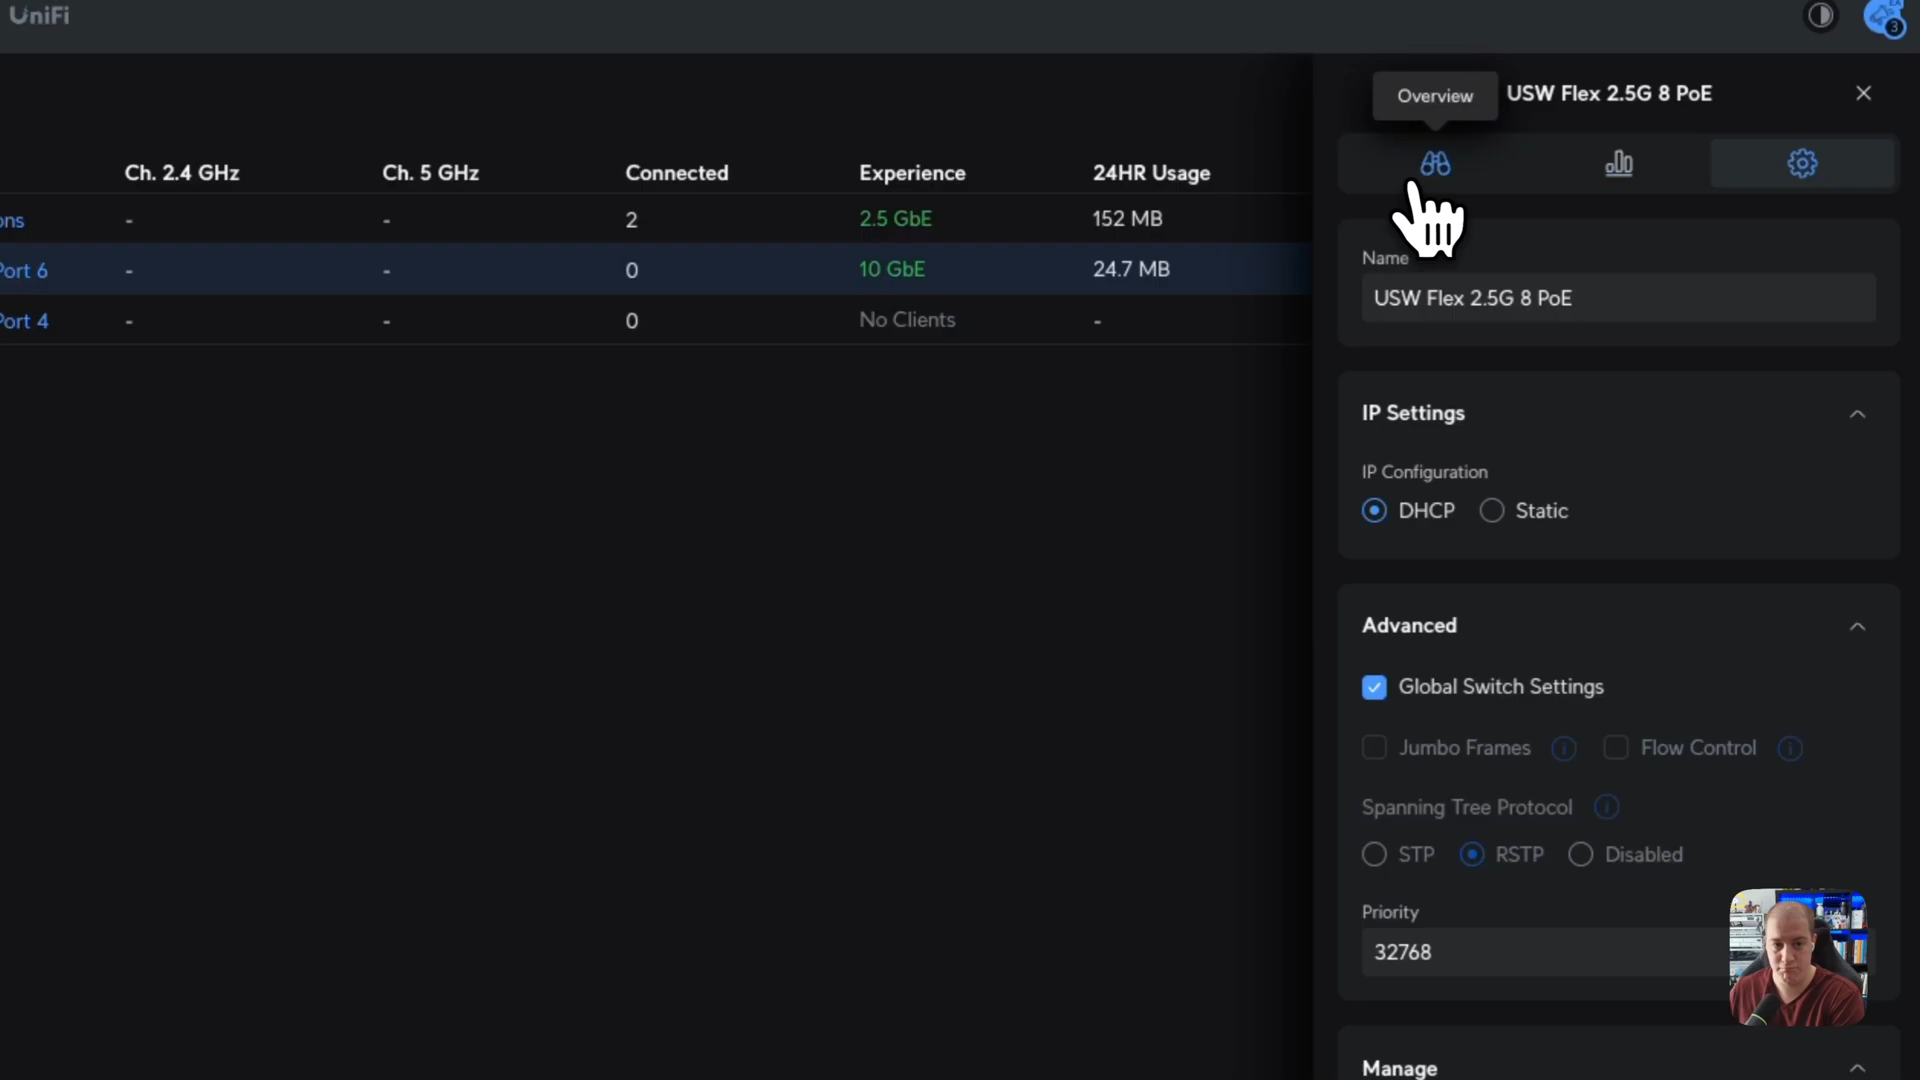 UniFi
EA
3
Overview
USW Flex 2.5G 8 PoE
Ch. 2.4 GHz
Ch. 5 GHz
Connected
Experience
24HR Usage
ons
-
-
2
2.5 GbE
152 MB
Port 6
-
-
0
10 GbE
24.7 MB
Port 4
-
-
0
No Clients
-
Name
USW Flex 2.5G 8 PoE
IP Settings
IP Configuration
DHCP
Static
Advanced
Global Switch Settings
Jumbo Frames
Flow Control
Spanning Tree Protocol
STP
RSTP
Disabled
Priority
32768
Manage